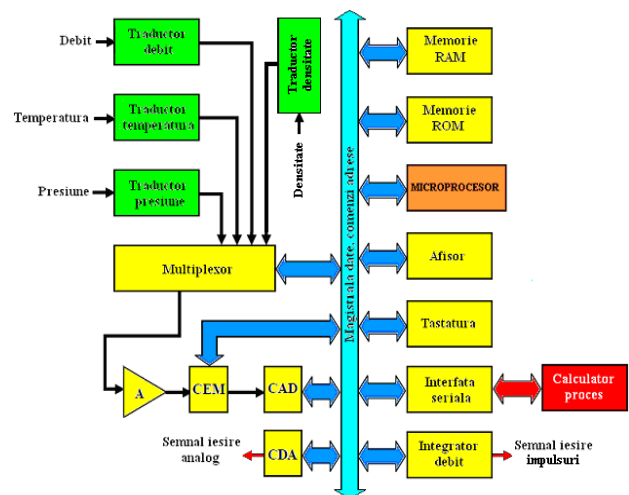 Debit
Traductor
debit
Traductor
densitate
Memorie
RAM
Temperatura
Traductor
temperatura
Densitate
Memorie
ROM
Presiune
Traductor
presiune
MICROPROCESOR
Multiplexor
Magistrala date, comenzi adrese
Afisor
Tastatura
A
CEM
CAD
Interfata
seriala
Calculator
proces
Semnal iesire
analog
CDA
Integrator
debit
Semnal iesire
impulsuri